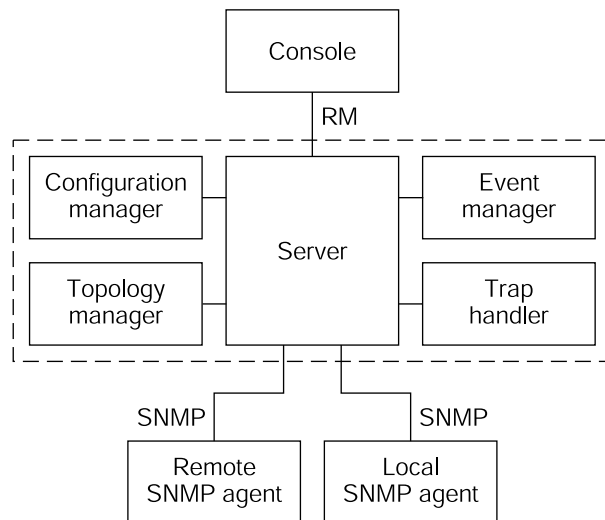 Console
RM
Configuration
manager
Event
manager
Server
Topology
manager
Trap
handler
SNMP
SNMP
Remote
SNMP agent
Local
SNMP agent